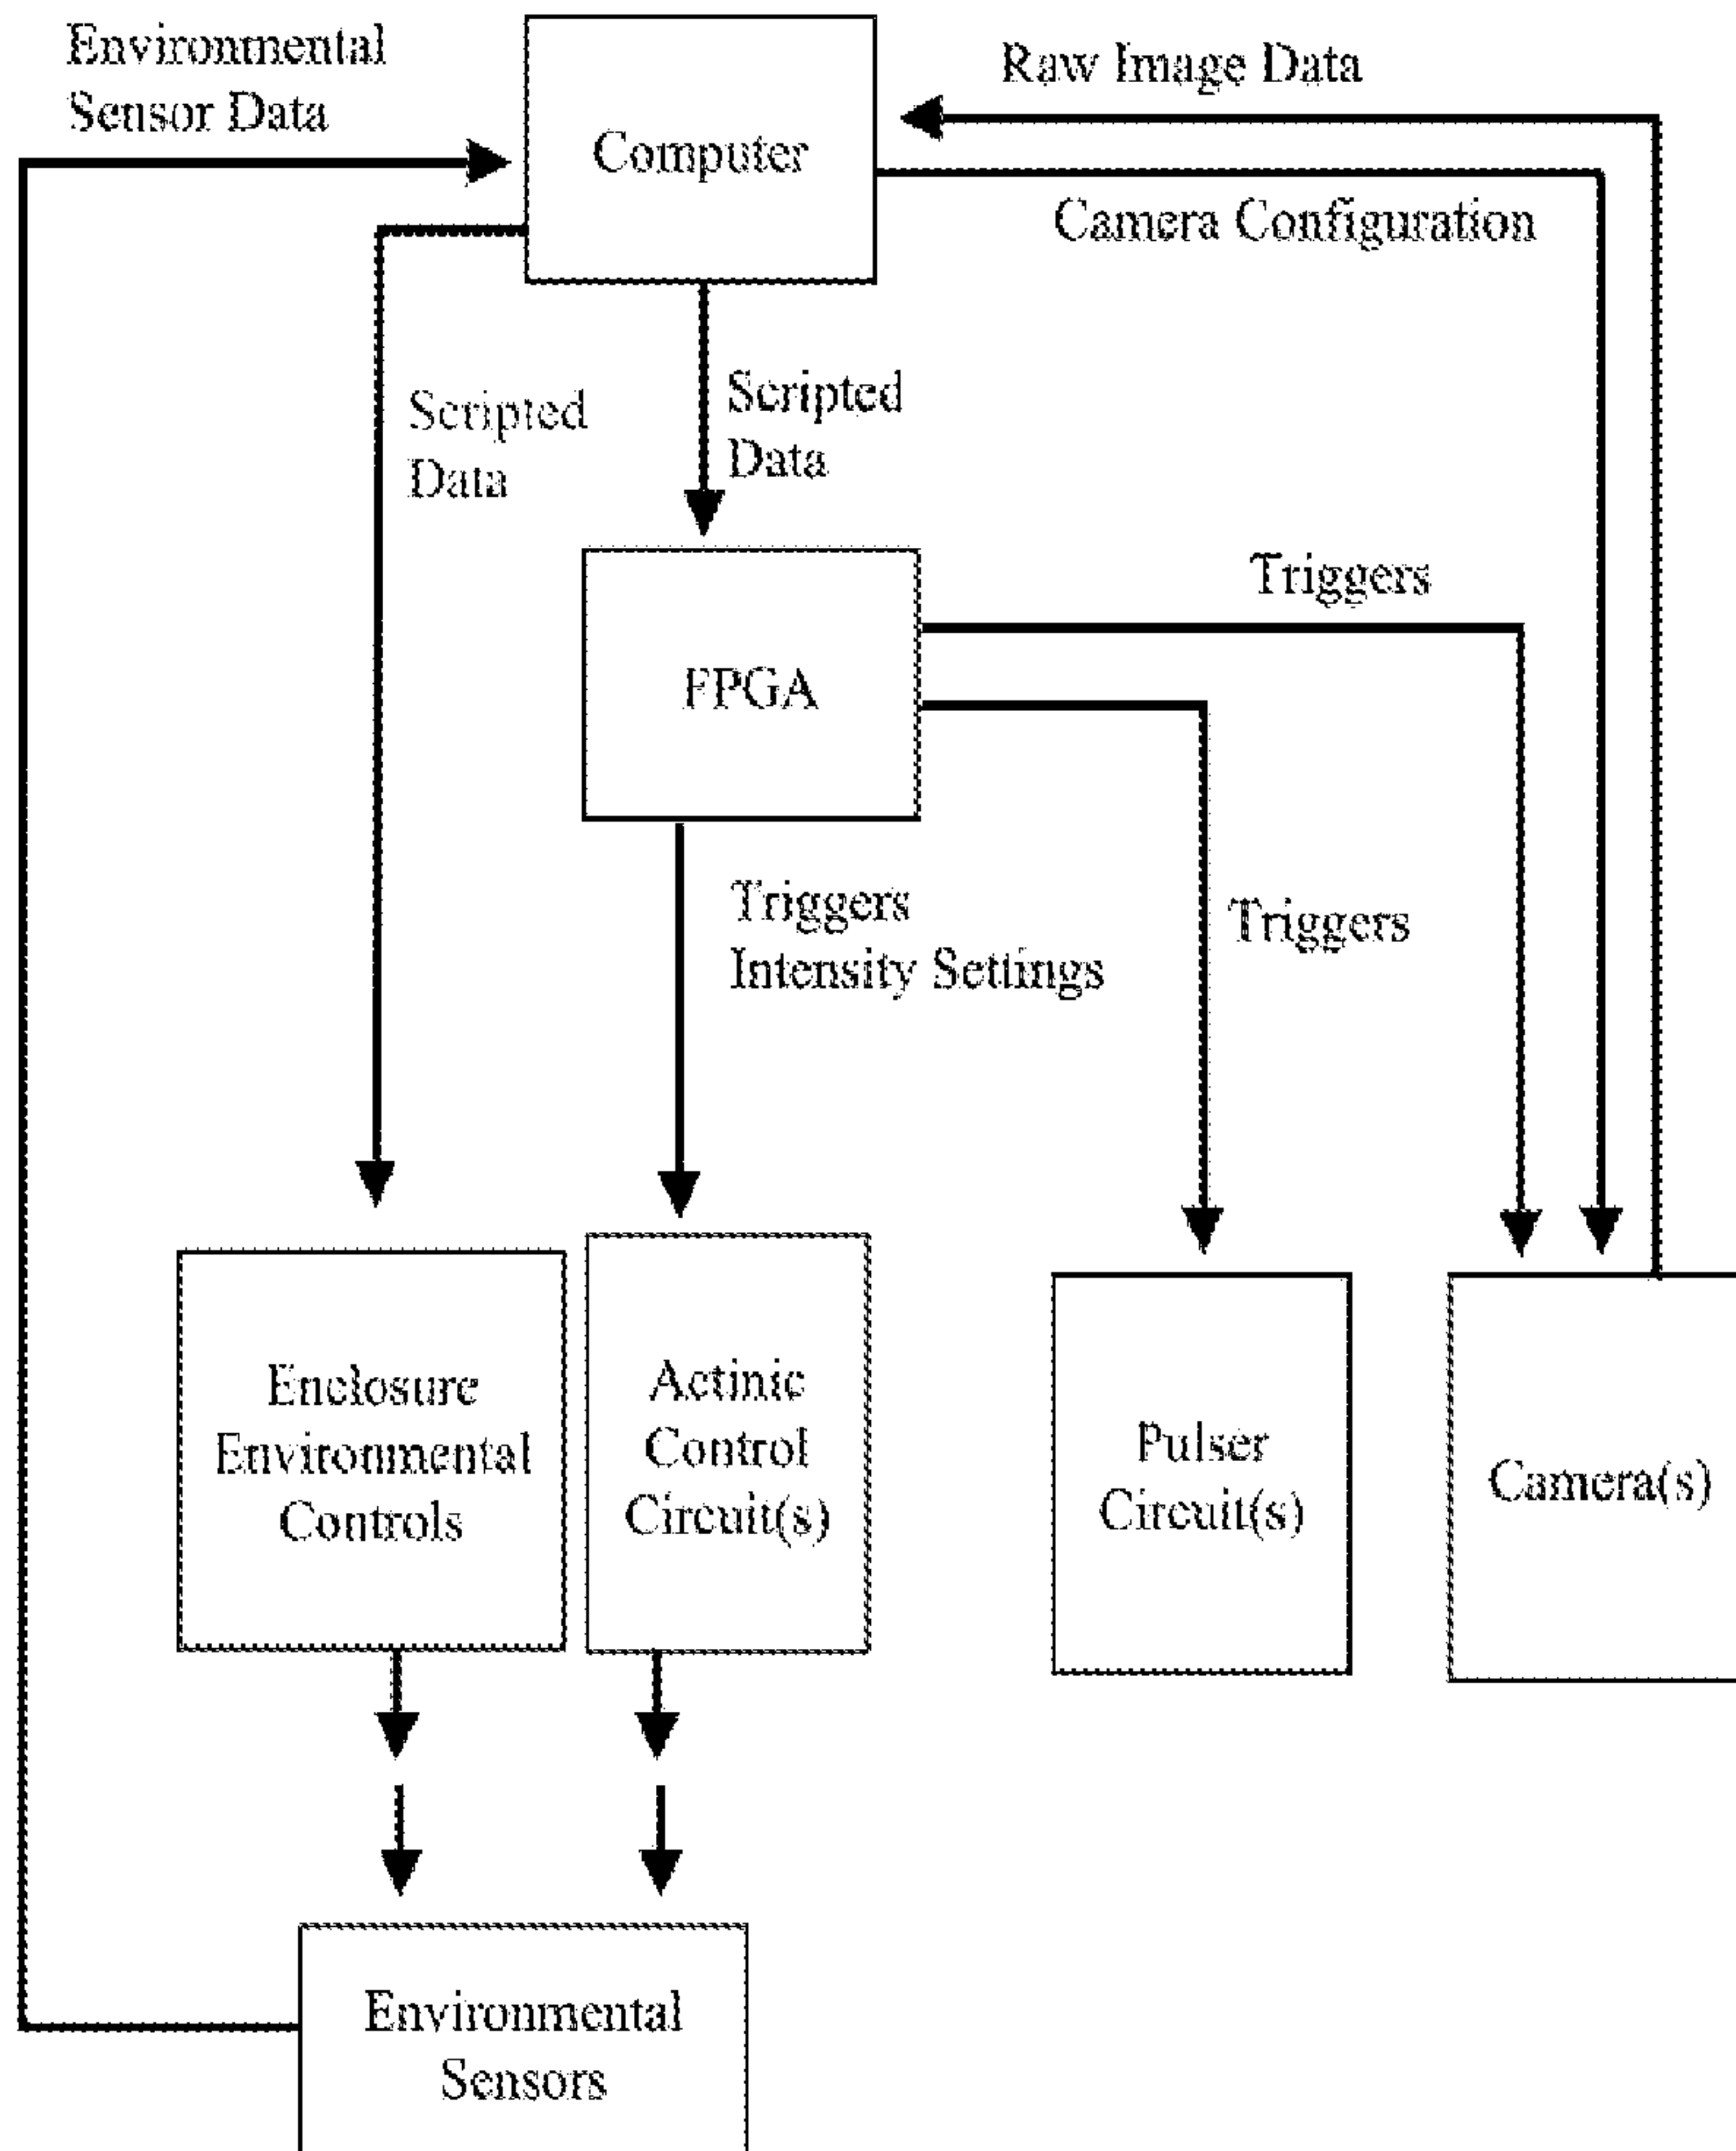 Environmental
Sensor Data
Computer
Raw Image Data
Camera Configuration
Scripted
Data
Scripted
Data
FPGA
Triggers
Triggers
Intensity Settings
Triggers
Enclosure
Environmental
Controls
Actinic
Control
Circuit(s)
Pulser
Circuit(s)
Camera(s)
Environmental
Sensors